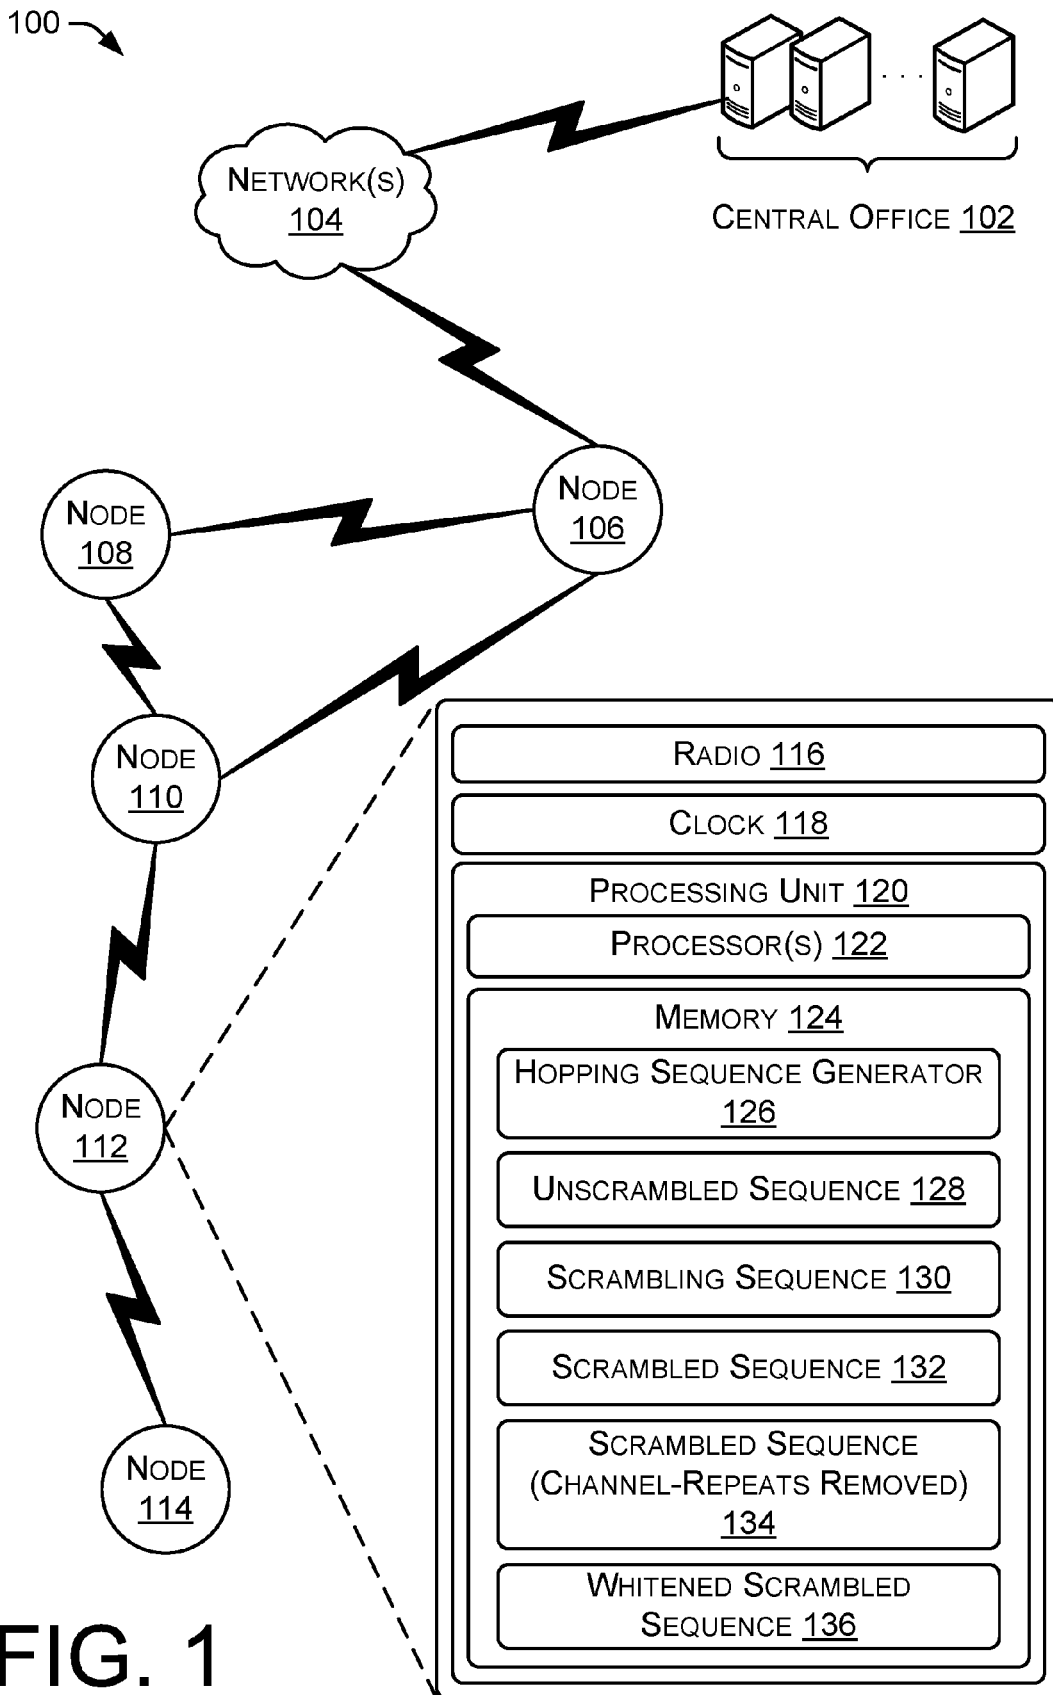 100
NETWORK(S)
104
CENTRAL OFFICE 102
NODE
106
NODE
108
NODE
110
NODE
112
NODE
114
RADIO 116
CLOCK 118
PROCESSING UNIT 120
PROCESSOR(S) 122
MEMORY 124
HOPPING SEQUENCE GENERATOR
126
UNSCRAMBLED SEQUENCE 128
SCRAMBLING SEQUENCE 130
SCRAMBLED SEQUENCE 132
SCRAMBLED SEQUENCE
(CHANNEL-REPEATS REMOVED)
134
WHITENED SCRAMBLED
SEQUENCE 136
FIG. 1